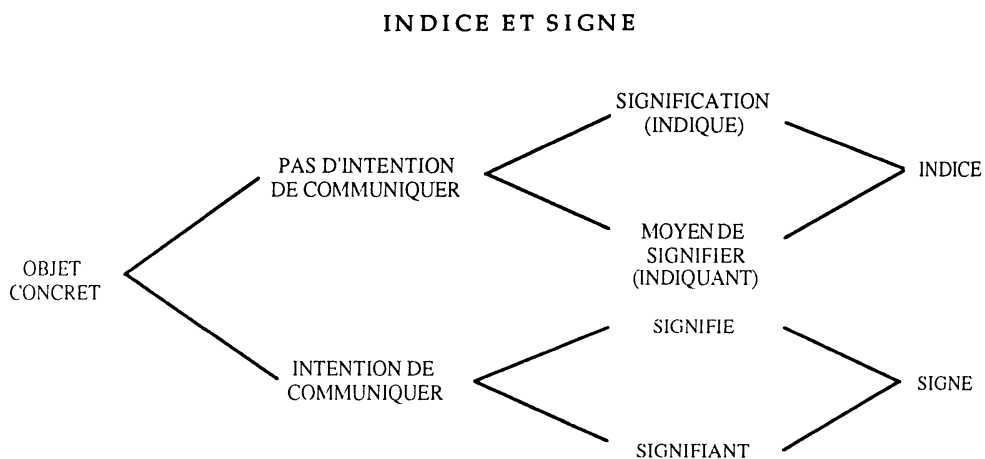 INDICE ET SIGNE
SIGNIFICATION
(INDIQUE)
PAS D'INTENTION
DE COMMUNIQUER
INDICE
MOYEN DE
SIGNIFIER
(INDIQUANT)
OBJET
CONCRET
SIGNIFIE
INTENTION DE
COMMUNIQUER
SIGNE
SIGNIFIANT